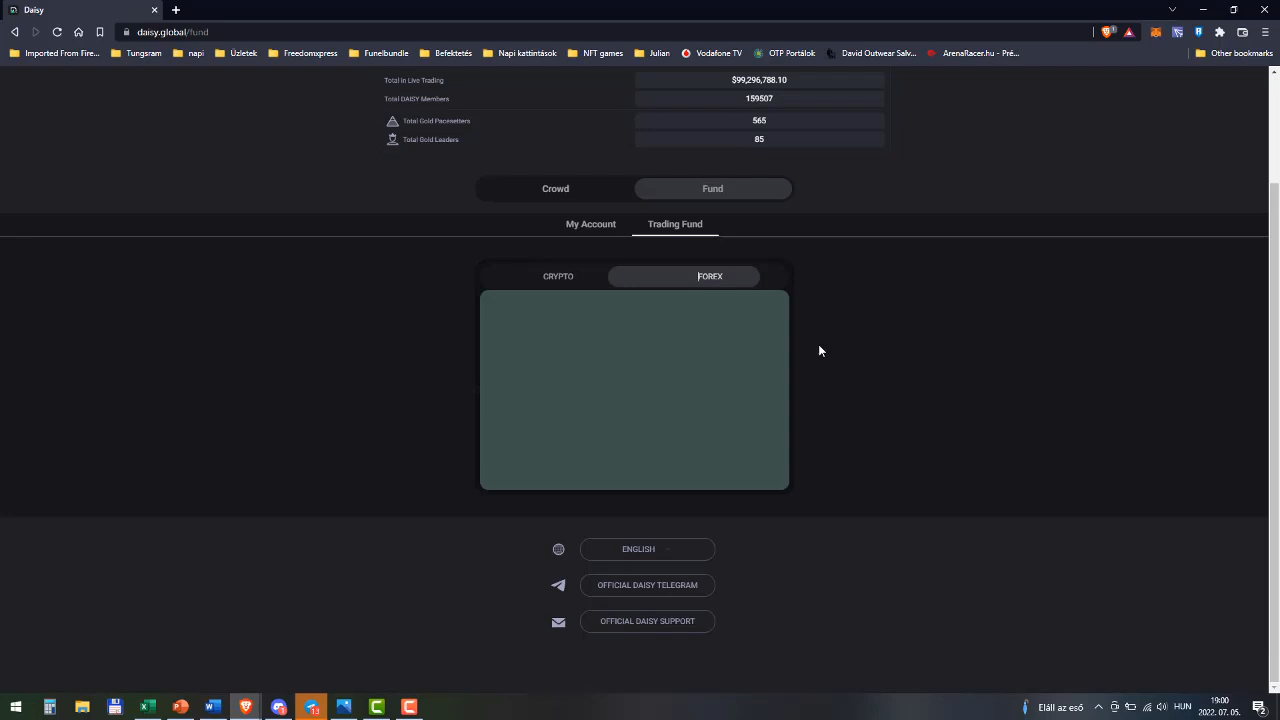 Daisy
daisy.global/fund
1
Imported From Fire...
Tungsram
napi
Üzletek
Freedomxpress
Funelbundle
Befektetés
Napi kattintások
NFT games
Julian
Vodafone TV
OTP Portálok
David Outwear Salv...
ArenaRacer.hu - Pré...
Other bookmarks
Total In Live Trading $99,296,788.10
Total DAISY Members 159507
Total Gold Pacesetters 565
Total Gold Leaders 85
Crowd Fund
My Account Trading Fund
CRYPTO FOREX
ENGLISH
OFFICIAL DAISY TELEGRAM
OFFICIAL DAISY SUPPORT
13
Eláll az eső
HUN
19:00
2022. 07. 05.
2